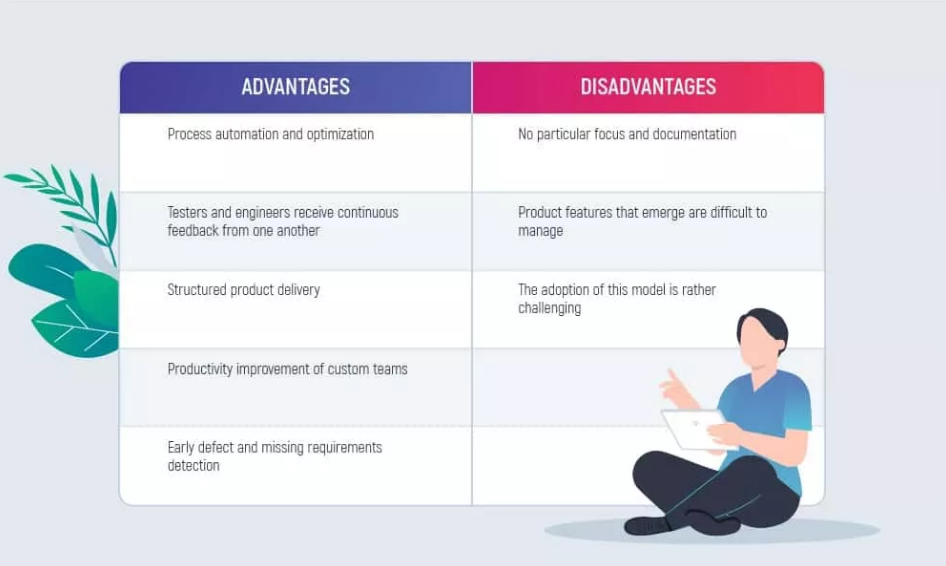 ADVANTAGES
DISADVANTAGES
Process automation and optimization
No particular focus and documentation
Testers and engineers receive continuous
feedback from one another
Product features that emerge are difficult to
manage
Structured product delivery
The adoption of this model is rather
challenging
Productivity improvement of custom teams
Early defect and missing requirements
detection